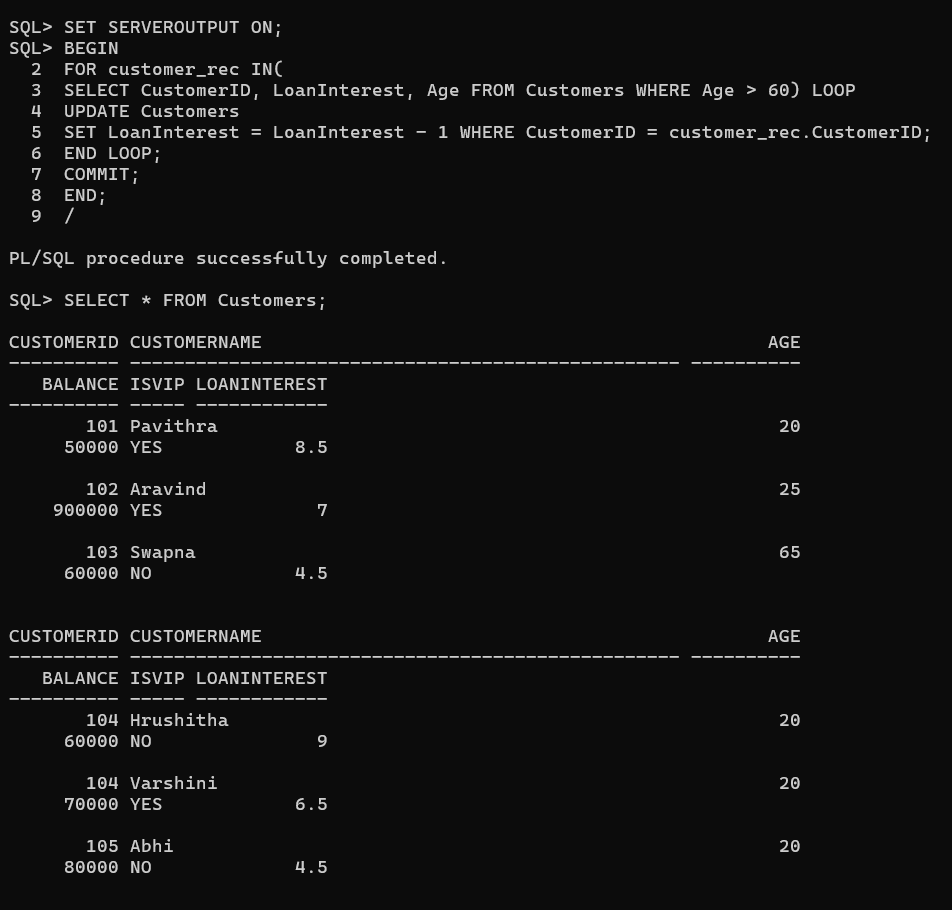 SQL> SET SERVEROUTPUT ON;
SQL> BEGIN
  2  FOR customer_rec IN(
  3  SELECT CustomerID, LoanInterest, Age FROM Customers WHERE Age > 60) LOOP
  4  UPDATE Customers
  5  SET LoanInterest = LoanInterest - 1 WHERE CustomerID = customer_rec.CustomerID;
  6  END LOOP;
  7  COMMIT;
  8  END;
  9  /

PL/SQL procedure successfully completed.

SQL> SELECT * FROM Customers;

CUSTOMERID CUSTOMERNAME                                              AGE
---------- -------------------------------------------------- ----------
   BALANCE ISVIP LOANINTEREST
---------- ----- ------------
       101 Pavithra                                                   20
     50000 YES            8.5

       102 Aravind                                                    25
    900000 YES              7

       103 Swapna                                                     65
     60000 NO             4.5


CUSTOMERID CUSTOMERNAME                                              AGE
---------- -------------------------------------------------- ----------
   BALANCE ISVIP LOANINTEREST
---------- ----- ------------
       104 Hrushitha                                                  20
     60000 NO               9

       104 Varshini                                                   20
     70000 YES            6.5

       105 Abhi                                                       20
     80000 NO             4.5